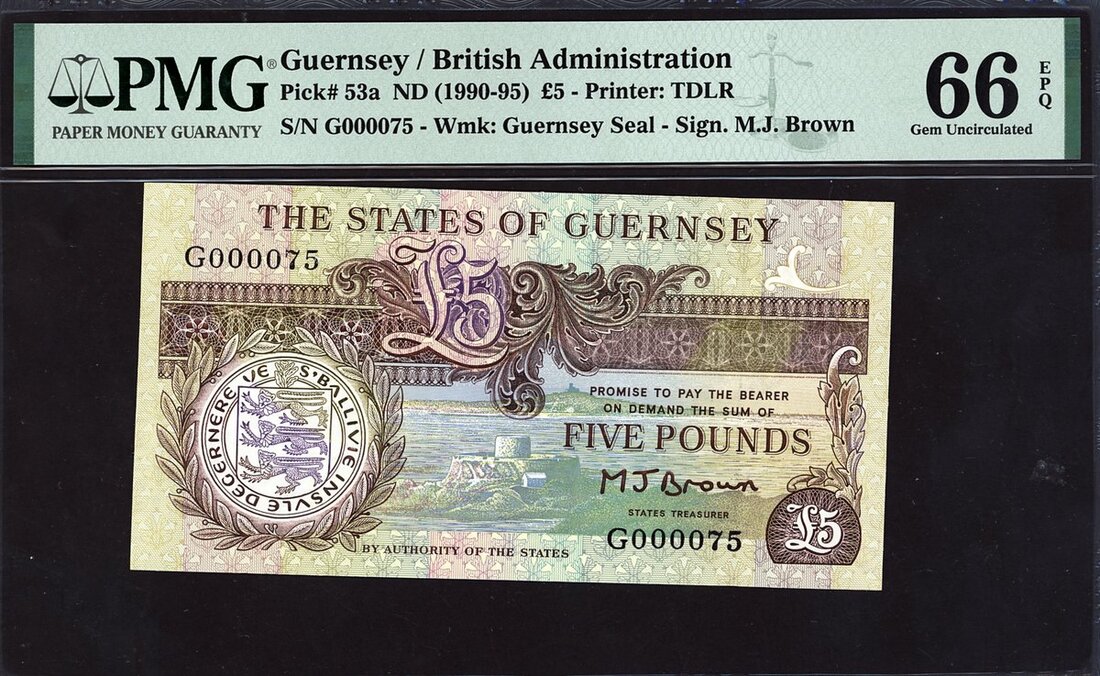 PMG®
PAPER MONEY GUARANTY
Guernsey / British Administration
Pick# 53a ND (1990-95) £5 - Printer: TDLR
S/N G000075 - Wmk: Guernsey Seal - Sign. M.J. Brown
66
EPQ
Gem Uncirculated
THE STATES OF GUERNSEY
G000075
£5
S'BALLIVIE INSVLE DEGERNEREVE
PROMISE TO PAY THE BEARER
ON DEMAND THE SUM OF
FIVE POUNDS
MJ Brown
STATES TREASURER
G000075
£5
BY AUTHORITY OF THE STATES